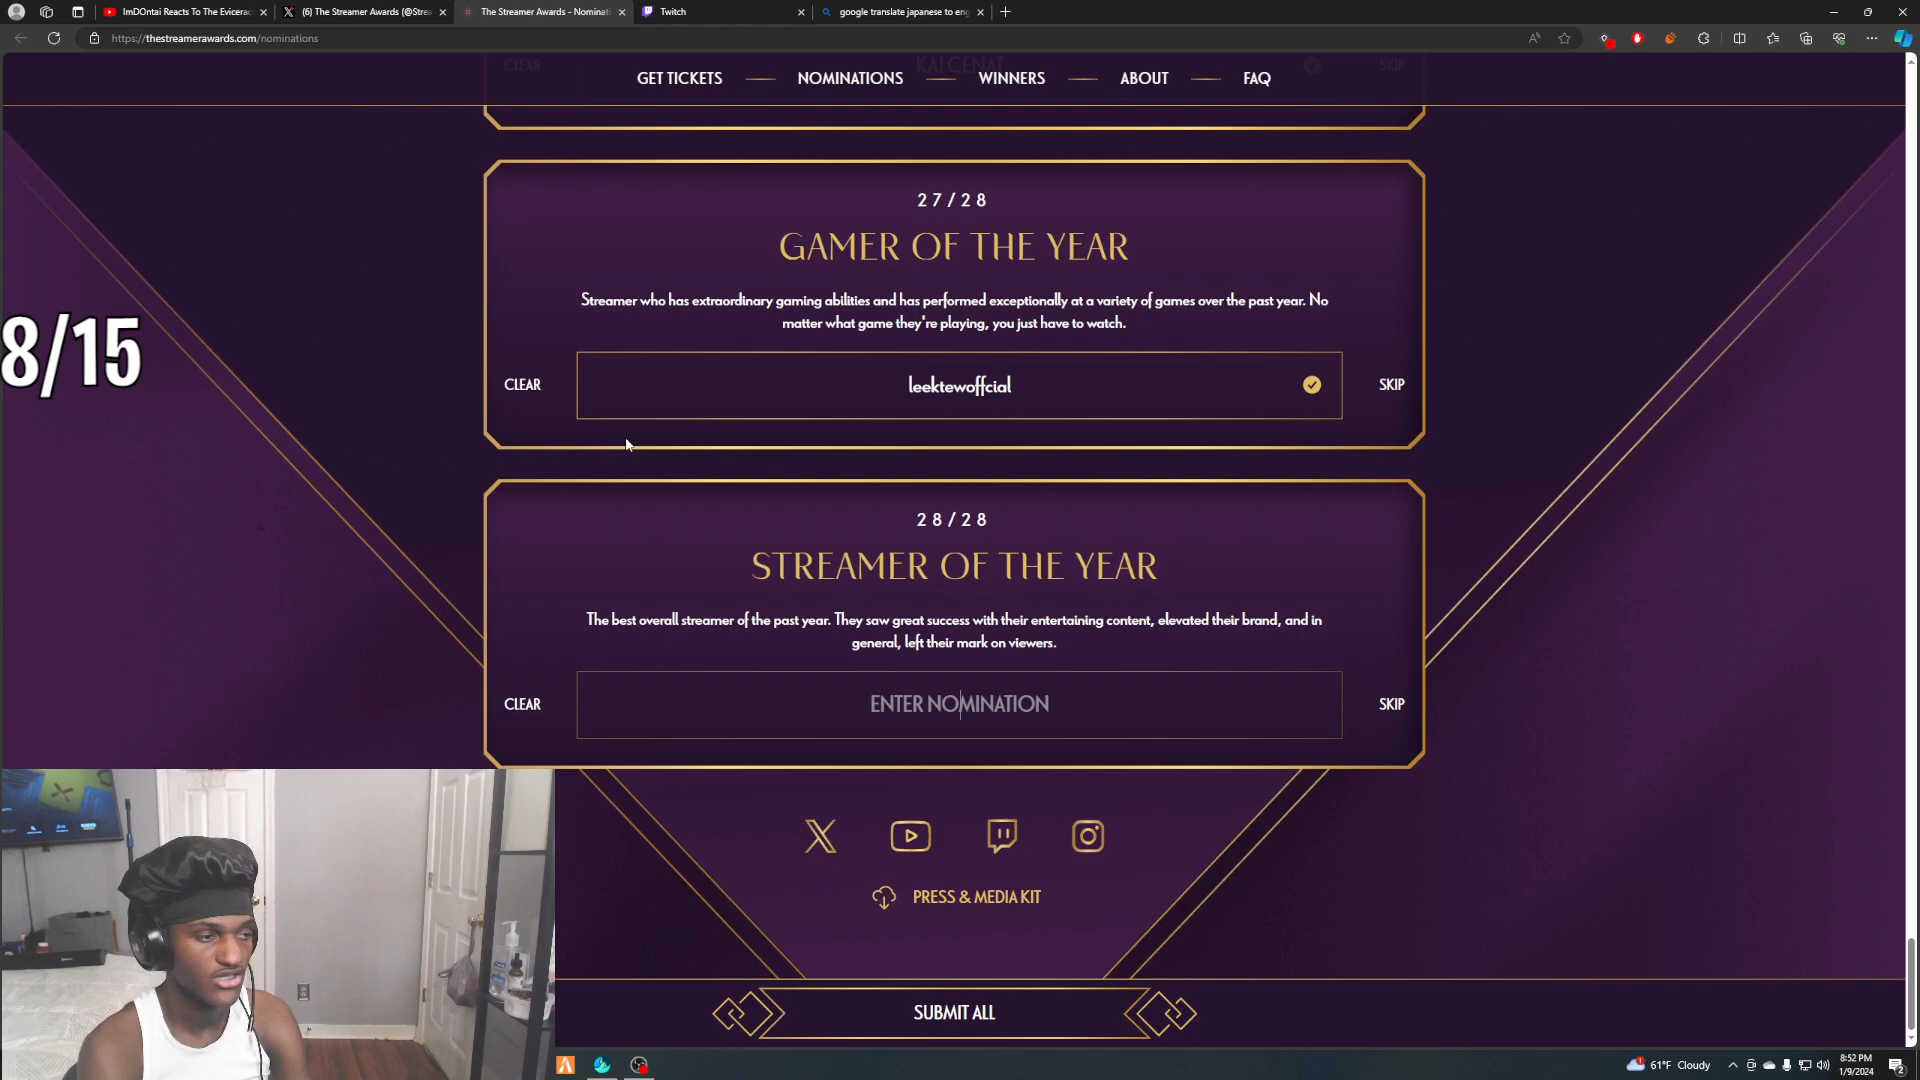 ImDOntai Reacts To The Evicerac
(6) The Streamer Awards (@Strea
The Streamer Awards - Nominati
Twitch
google translate japanese to eng
https://thestreamerawards.com/nominations
CLEAR
KAI CENAT
SKIP
GET TICKETS
NOMINATIONS
WINNERS
ABOUT
FAQ
27/28
GAMER OF THE YEAR
Streamer who has extraordinary gaming abilities and has performed exceptionally at a variety of games over the past year. No
matter what game they're playing, you just have to watch.
8/15
CLEAR
leektewoffcial
SKIP
28/28
STREAMER OF THE YEAR
The best overall streamer of the past year. They saw great success with their entertaining content, elevated their brand, and in
general, left their mark on viewers.
CLEAR
ENTER NOMINATION
SKIP
PRESS & MEDIA KIT
SUBMIT ALL
61°F Cloudy
8:52 PM
1/9/2024